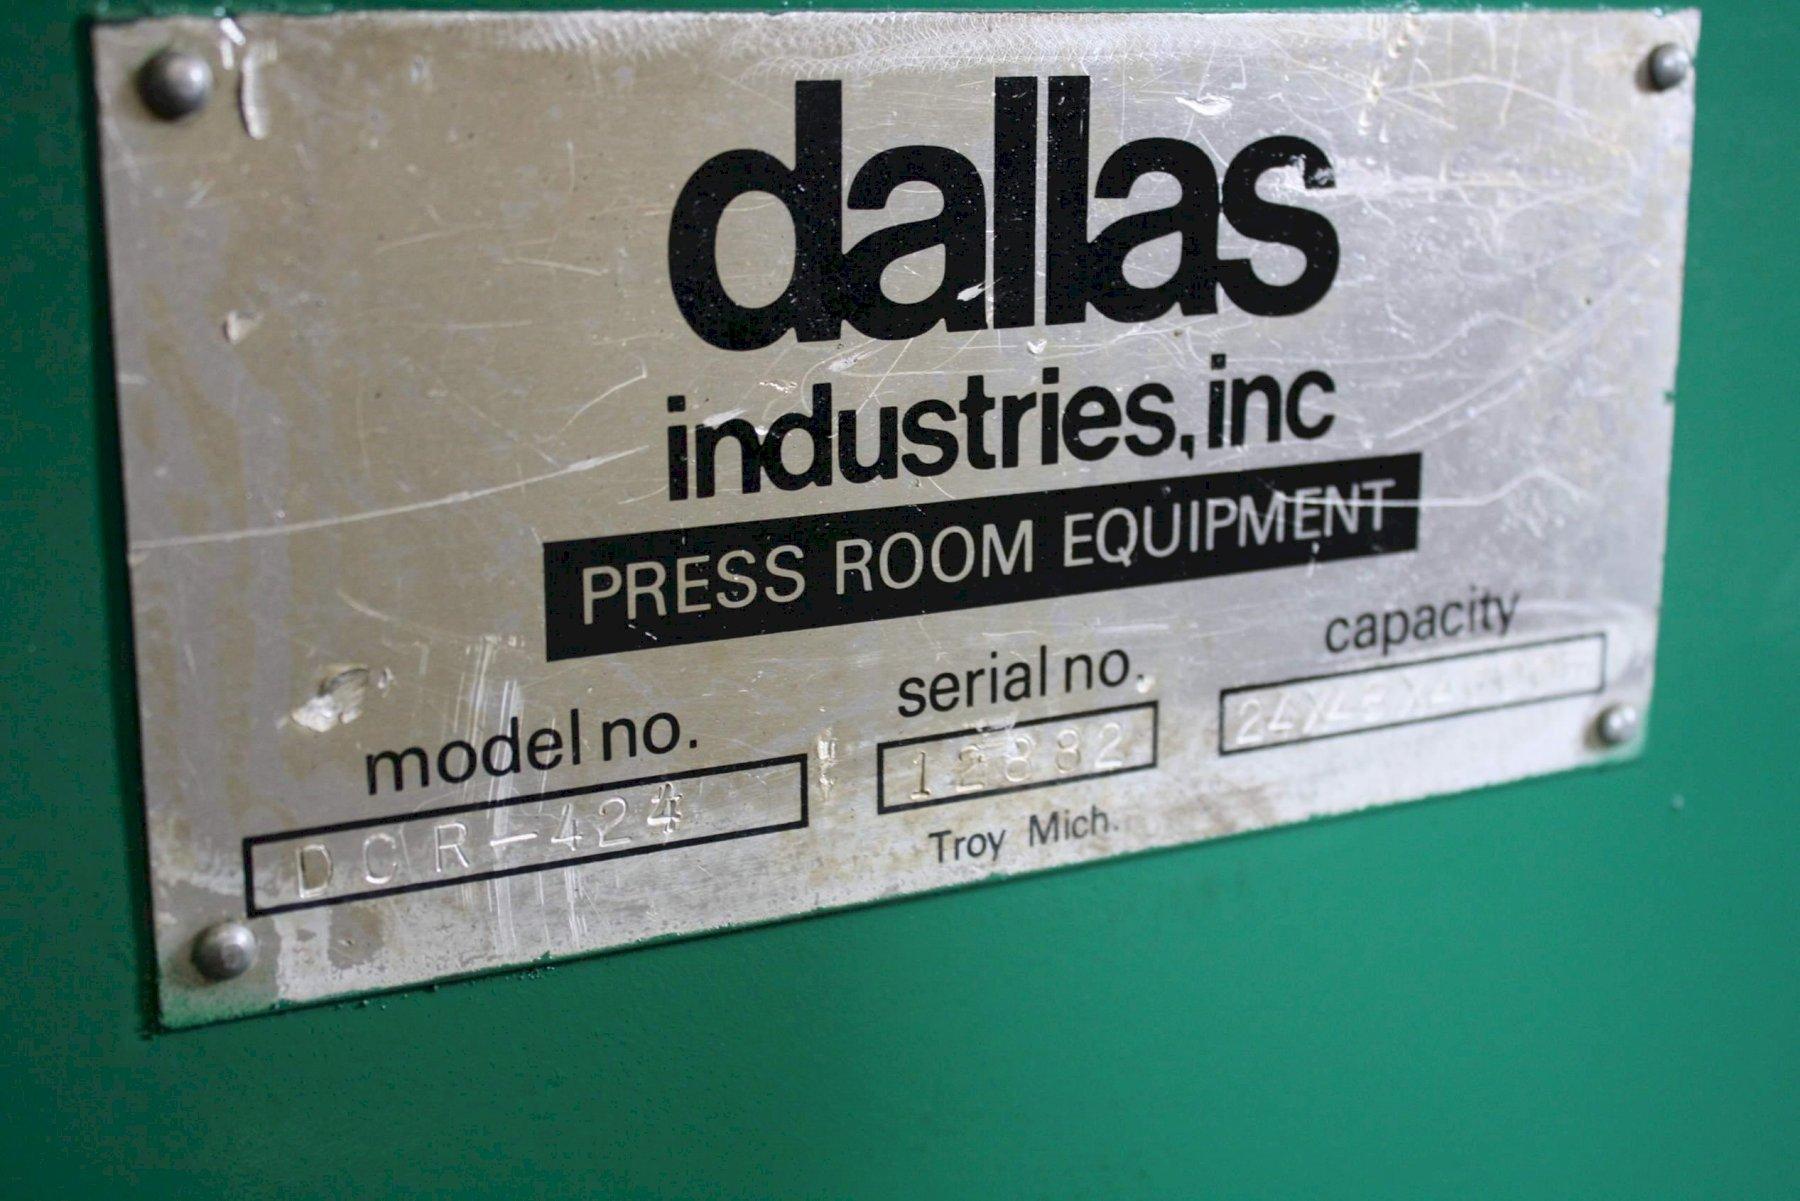 dallas
industries, inc
PRESS ROOM EQUIPMENT
model no. serial no. capacity
DCR-424 12882
Troy Mich.